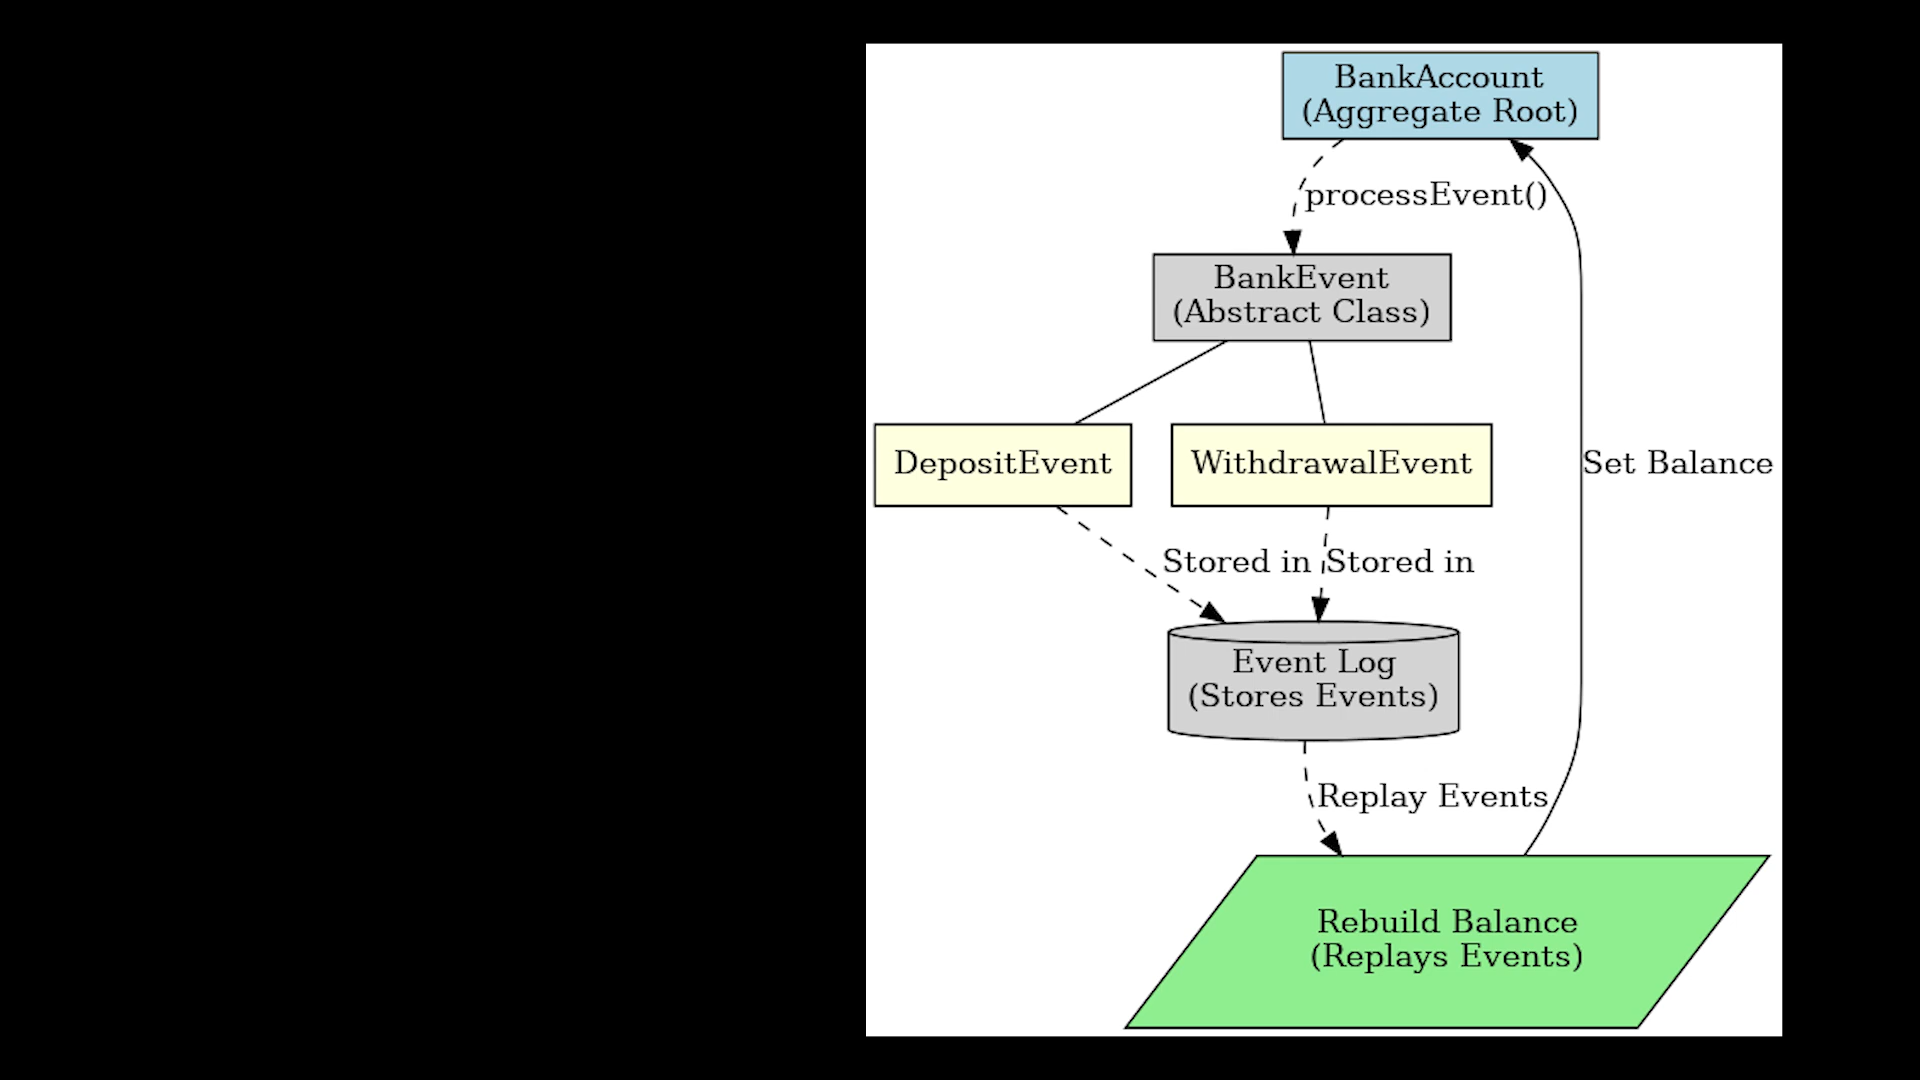 BankAccount
(Aggregate Root)
processEvent()
BankEvent
(Abstract Class)
DepositEvent
WithdrawalEvent
Set Balance
Stored in
Stored in
Event Log
(Stores Events)
Replay Events
Rebuild Balance
(Replays Events)